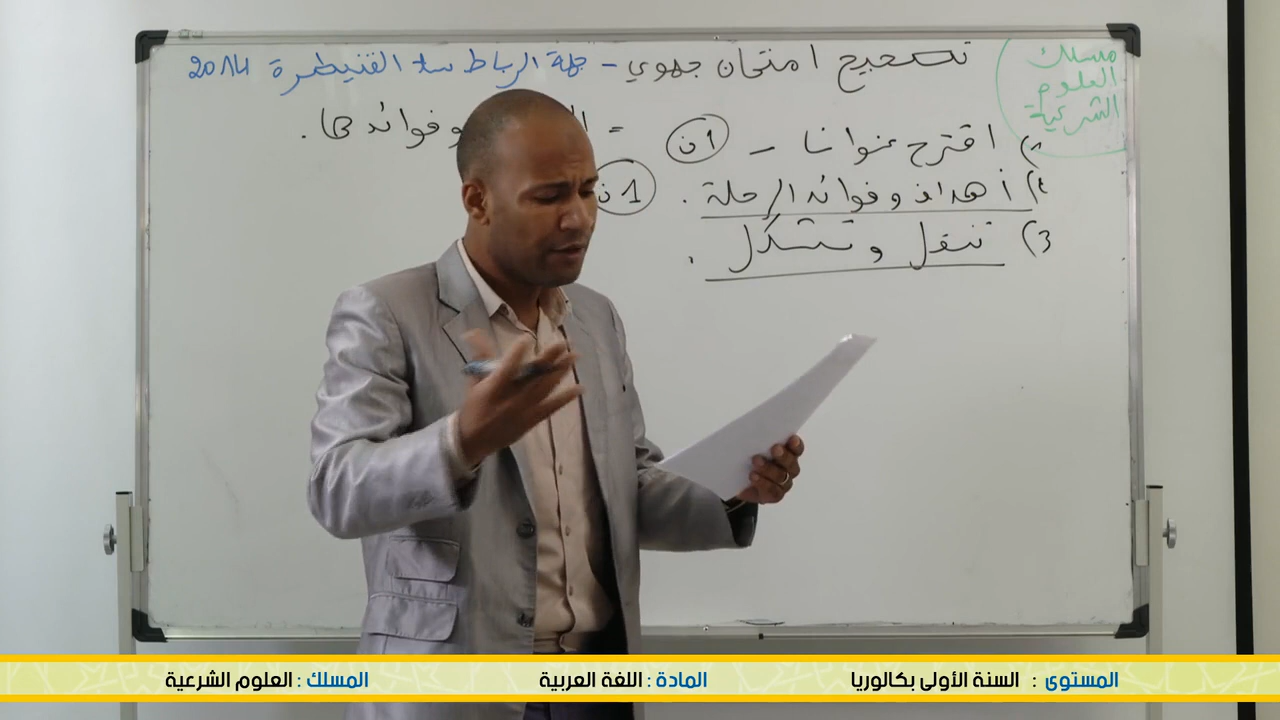 تصحيح امتحان جهوي - جهة الرباط سلا القنيطرة 2014
مسلك
العلوم
الشرعية
1) اقترح عنوانا - 1ن = وفوائدها.
2) أهداف وفوائد الرحلة. 1ن
3) تنقل وتشكل.
المستوى : السنة الأولى بكالوريا
المادة : اللغة العربية
المسلك : العلوم الشرعية